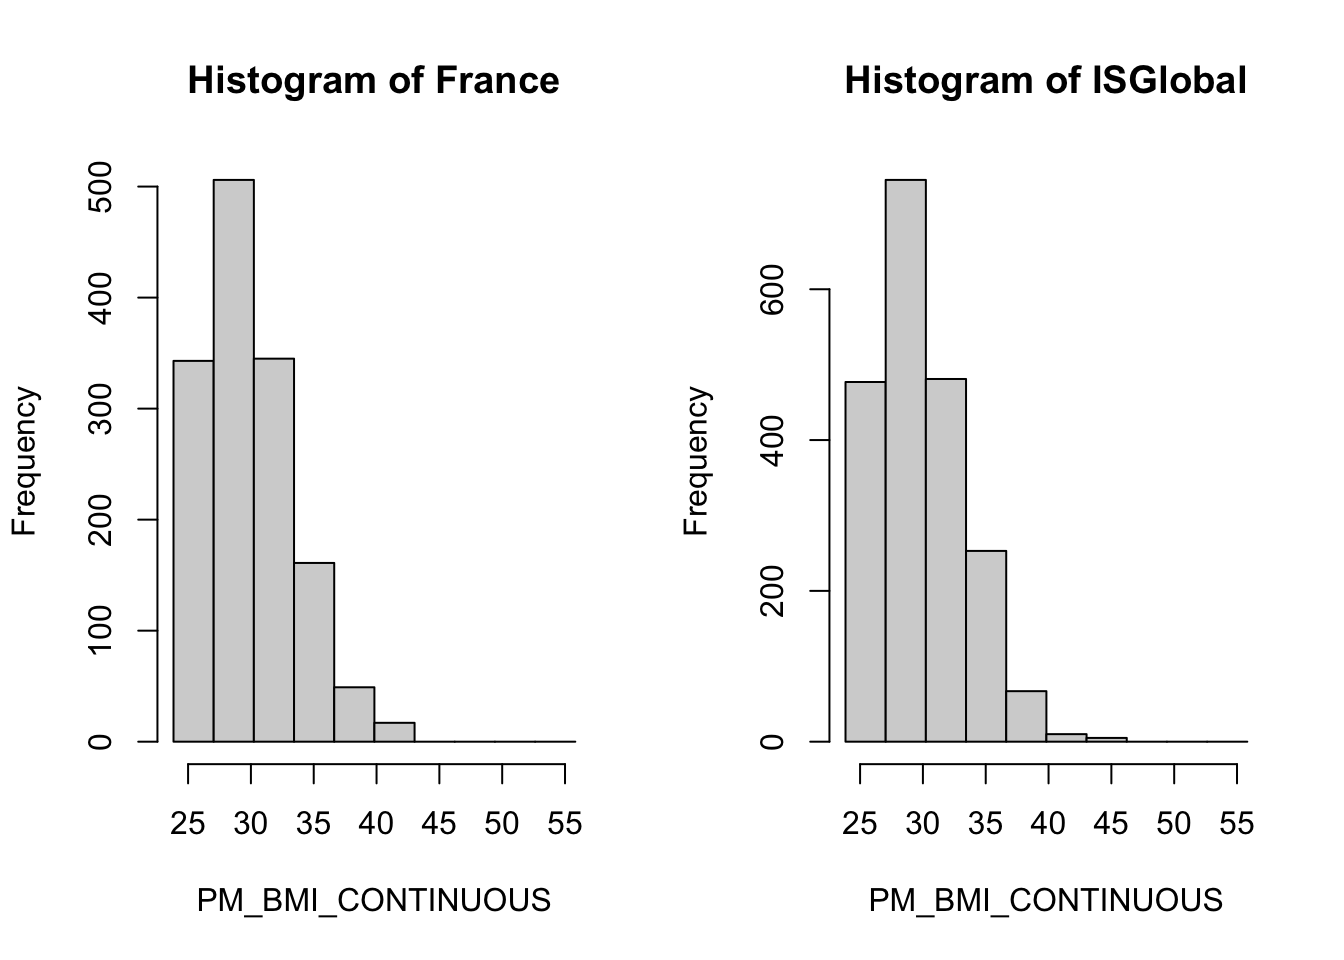 Histogram of France
Frequency
500
400
300
200
100
0
25 30 35 40 45 50 55
PM_BMI_CONTINUOUS
Histogram of ISGlobal
Frequency
600
400
200
0
25 30 35 40 45 50 55
PM_BMI_CONTINUOUS